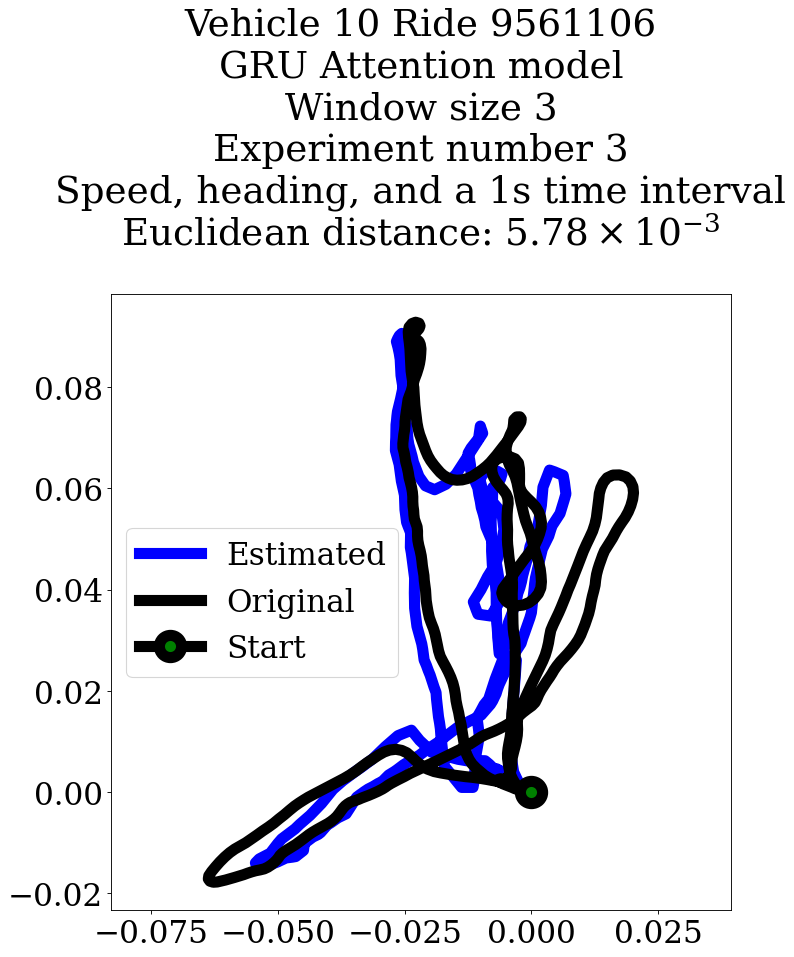 Vehicle 10 Ride 9561106
GRU Attention model
Window size 3
Experiment number 3
Speed, heading, and a 1s time interval
Euclidean distance: 5.78 × 10⁻³
0.08
0.06
0.04
0.02
0.00
−0.02
Estimated
Original
Start
−0.075 −0.050 −0.025 0.000 0.025